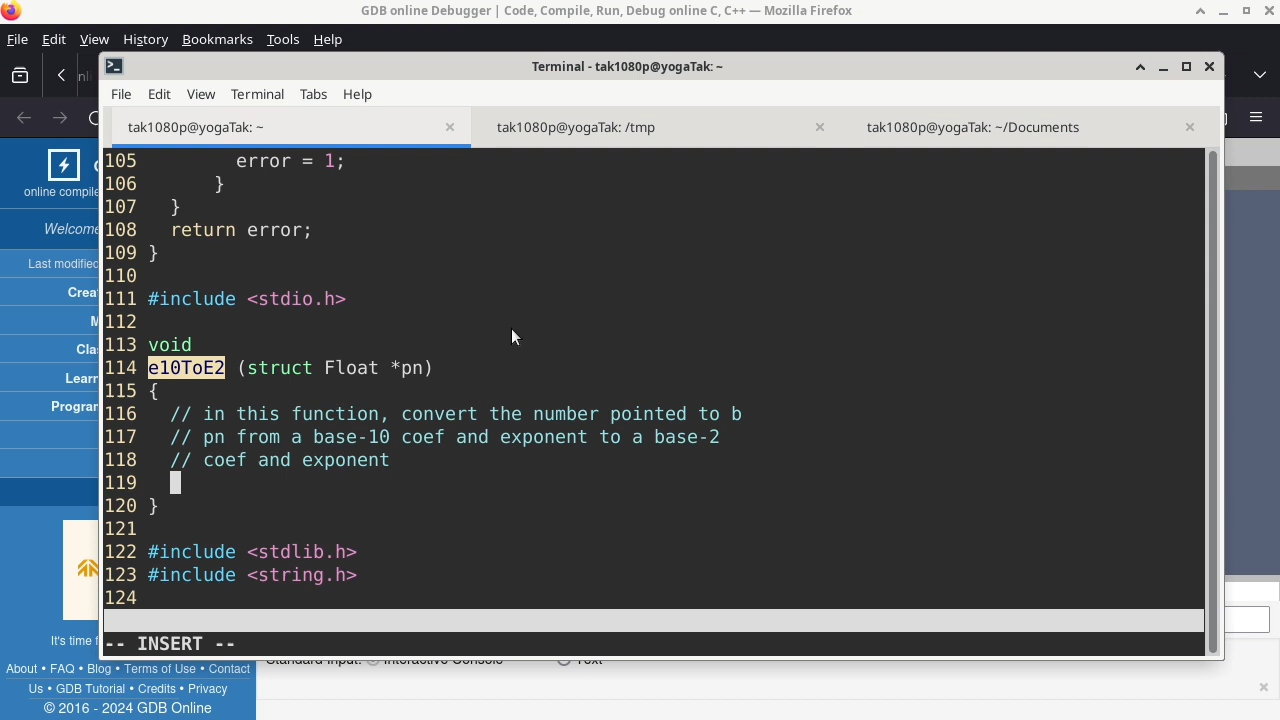 GDB online Debugger | Code, Compile, Run, Debug online C, C++ — Mozilla Firefox
File Edit View History Bookmarks Tools Help
Terminal - tak1080p@yogaTak: ~
File Edit View Terminal Tabs Help
tak1080p@yogaTak: ~
tak1080p@yogaTak: /tmp
tak1080p@yogaTak: ~/Documents
online compile
Welcome
Last modified
Crea
M
Clas
Learn
Program
105 error = 1;
106 }
107 }
108 return error;
109 }
110
111 #include <stdio.h>
112
113 void
114 e10ToE2 (struct Float *pn)
115 {
116 // in this function, convert the number pointed to b
117 // pn from a base-10 coef and exponent to a base-2
118 // coef and exponent
119
120 }
121
122 #include <stdlib.h>
123 #include <string.h>
124
-- INSERT --
It's time f
About • FAQ • Blog • Terms of Use • Contact
Us • GDB Tutorial • Credits • Privacy
© 2016 - 2024 GDB Online
Standard Input: Interactive Console Text